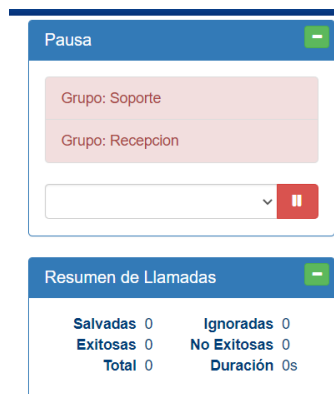 Pausa
Grupo: Soporte
Grupo: Recepcion
Resumen de Llamadas
Salvadas 0 Ignoradas 0
Exitosas 0 No Exitosas 0
Total 0 Duración 0s